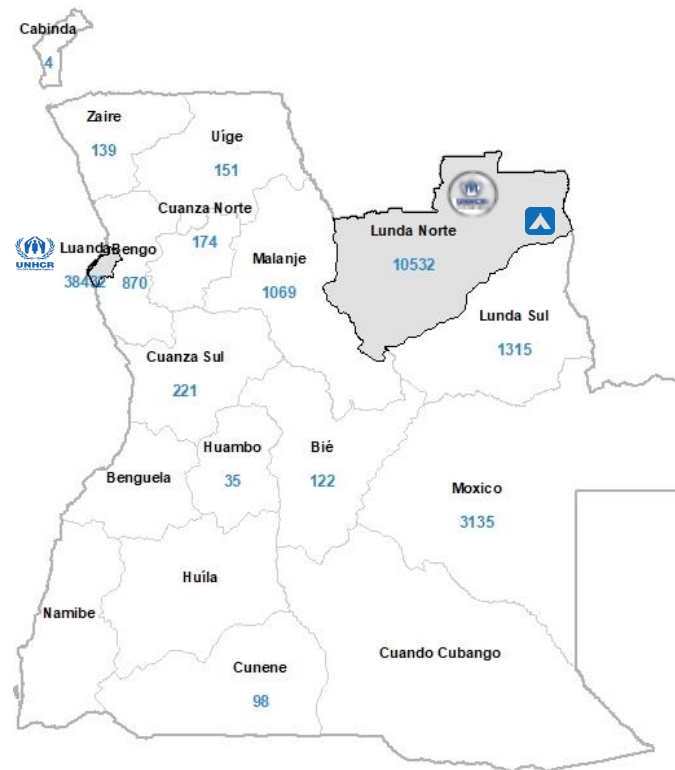 Cabinda
4
Zaire
139
Uíge
151
Cuanza Norte
174
UNHCR
Lunda Norte
10532
UNHCR
Luanda
Bengo
870
Malanje
1069
Lunda Sul
1315
Cuanza Sul
221
Huambo
35
Bié
122
Benguela
Moxico
3135
Huíla
Namibe
Cuando Cubango
Cunene
98